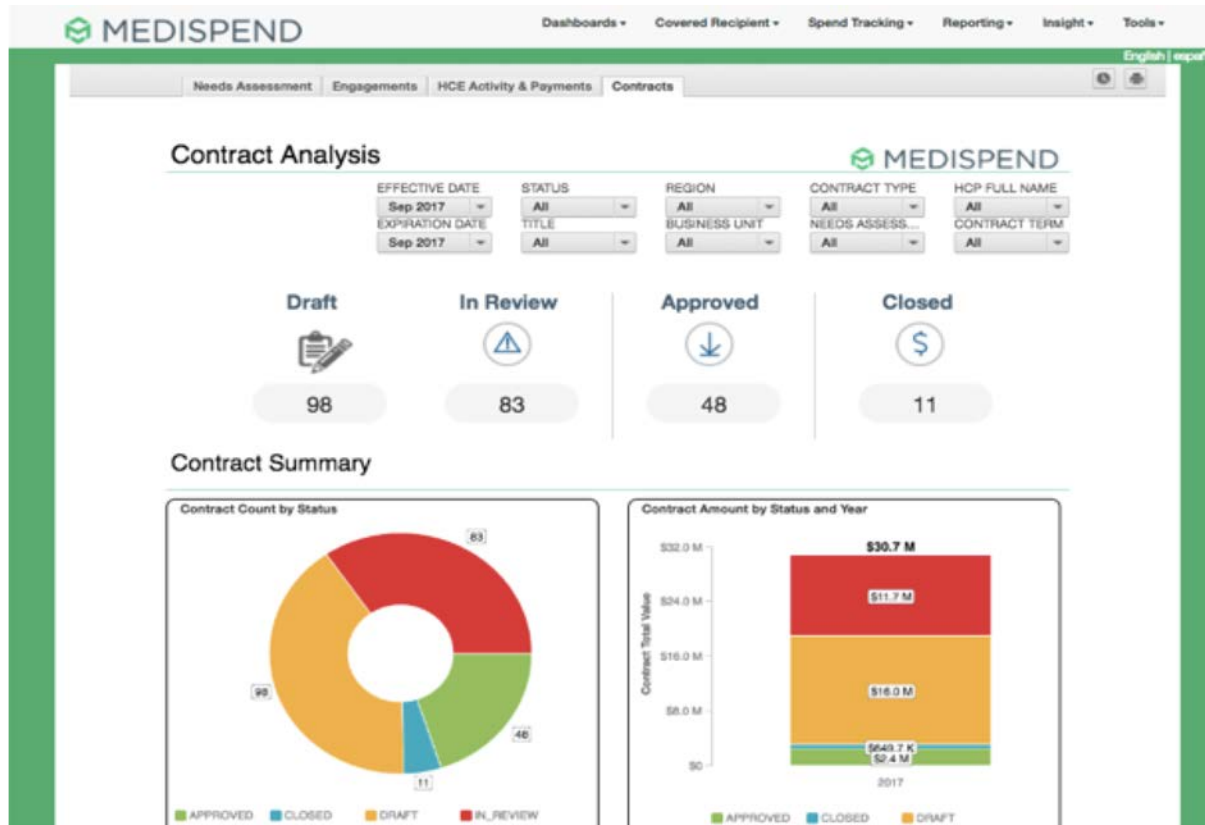 MEDISPEND
Dashboards Covered Recipient Spend Tracking Reporting Insight Tools
English | españ
Needs Assessment Engagements HCE Activity & Payments Contracts
Contract Analysis
MEDISPEND
EFFECTIVE DATE STATUS REGION CONTRACT TYPE HCP FULL NAME
Sep 2017 All All All All
EXPIRATION DATE TITLE BUSINESS UNIT NEEDS ASSESS... CONTRACT TERM
Sep 2017 All All All All
Draft In Review Approved Closed
$
98 83 48 11
Contract Summary
Contract Count by Status
83
98
48
11
APPROVED CLOSED DRAFT IN_REVIEW
Contract Amount by Status and Year
Contract Total Value
$32.0 M
$24.0 M
$16.0 M
$8.0 M
$0
$30.7 M
$11.7 M
$16.0 M
$649.7 K
$2.4 M
2017
APPROVED CLOSED DRAFT